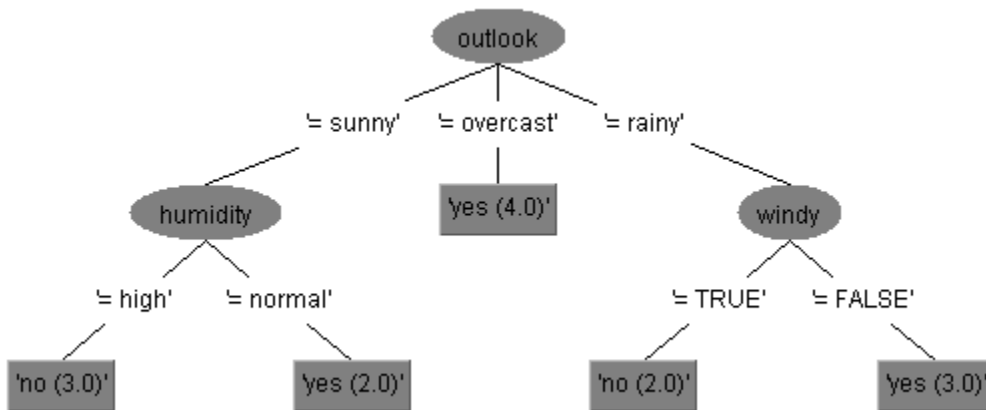 outlook
'= sunny' '= overcast' '= rainy'
humidity 'yes (4.0)' windy
'= high' '= normal' '= TRUE' '= FALSE'
'no (3.0)' 'yes (2.0)' 'no (2.0)' 'yes (3.0)'